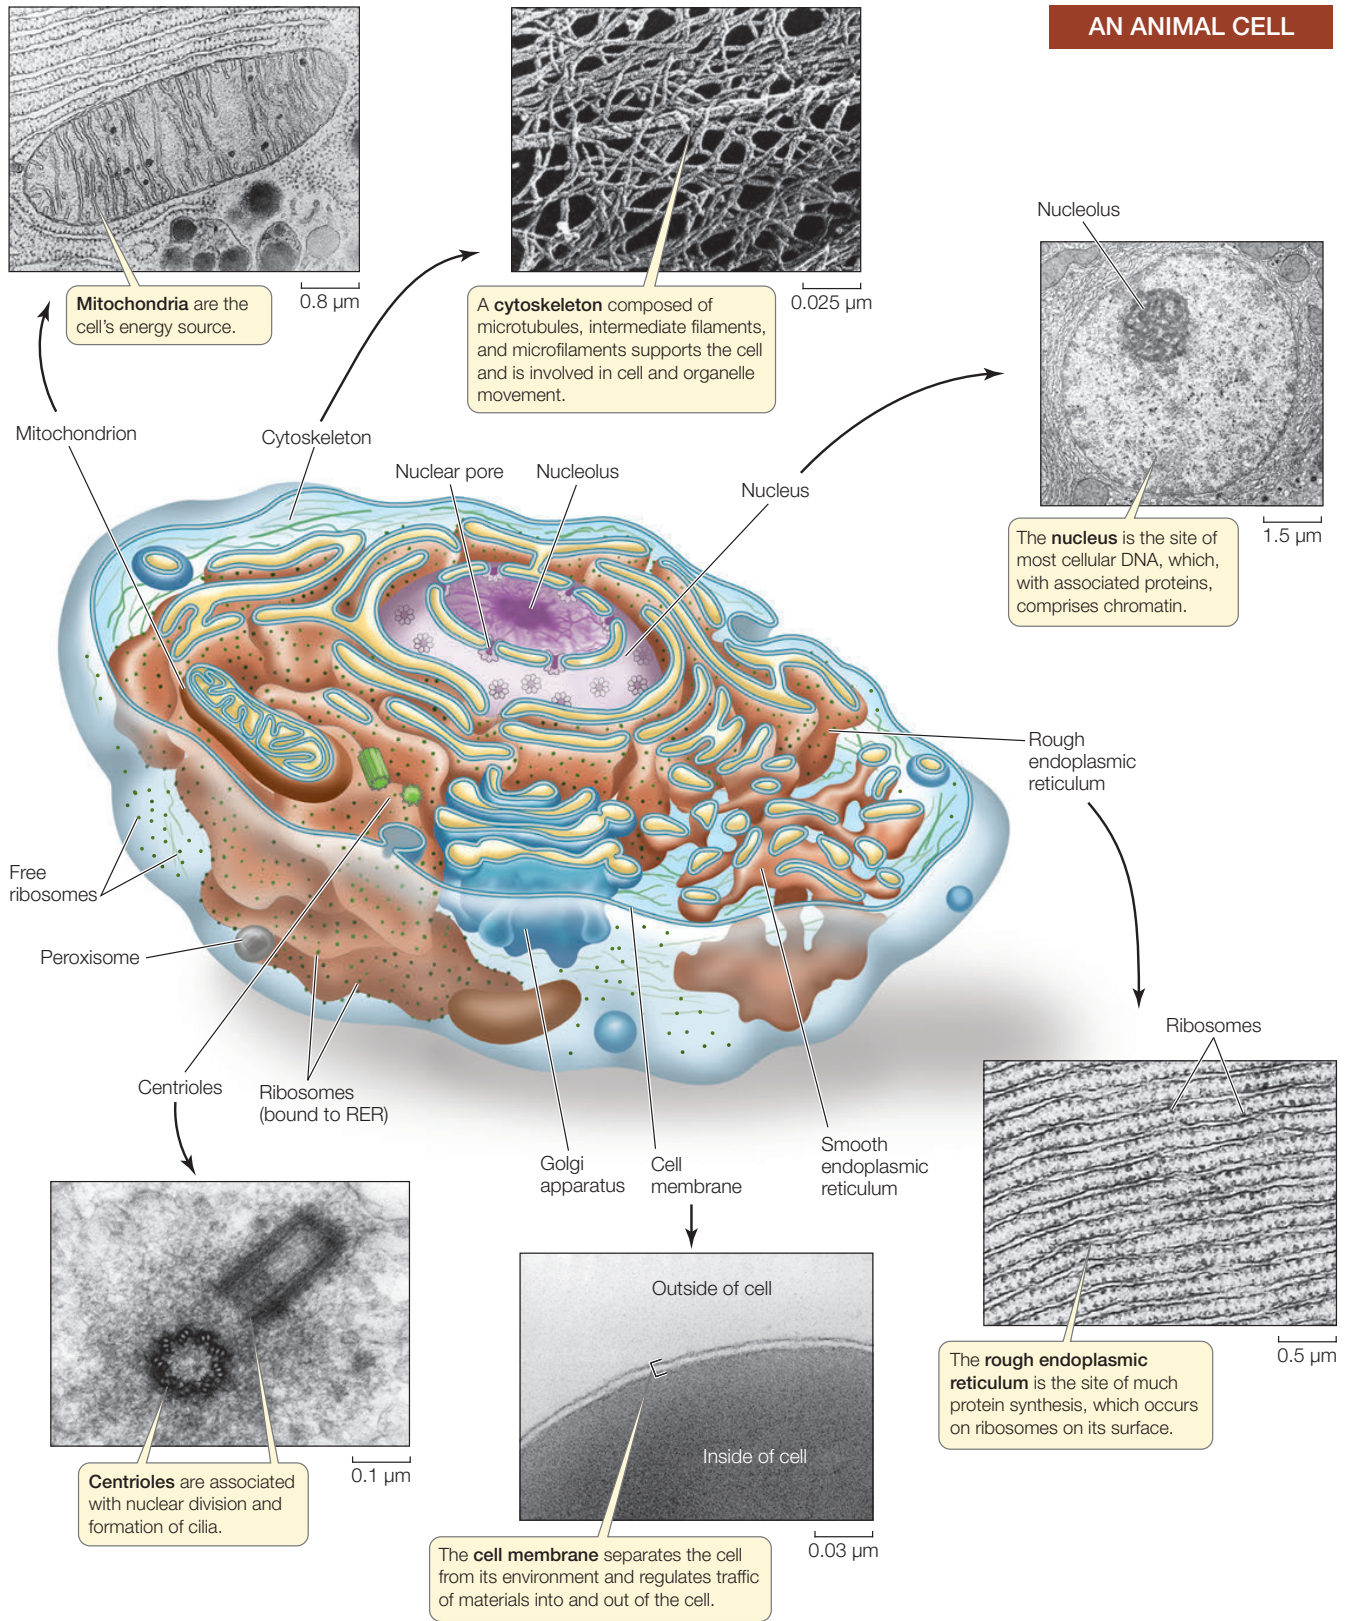 AN ANIMAL CELL
Mitochondria are the
cell’s energy source.
0.8 µm
A cytoskeleton composed of
microtubules, intermediate filaments,
and microfilaments supports the cell
and is involved in cell and organelle
movement.
0.025 µm
Nucleolus
The nucleus is the site of
most cellular DNA, which,
with associated proteins,
comprises chromatin.
1.5 µm
Mitochondrion
Cytoskeleton
Nuclear pore
Nucleolus
Nucleus
Rough
endoplasmic
reticulum
Free
ribosomes
Peroxisome
Centrioles
Ribosomes
(bound to RER)
Golgi
apparatus
Cell
membrane
Smooth
endoplasmic
reticulum
Ribosomes
The rough endoplasmic
reticulum is the site of much
protein synthesis, which occurs
on ribosomes on its surface.
0.5 µm
Centrioles are associated
with nuclear division and
formation of cilia.
0.1 µm
Outside of cell
Inside of cell
The cell membrane separates the cell
from its environment and regulates traffic
of materials into and out of the cell.
0.03 µm